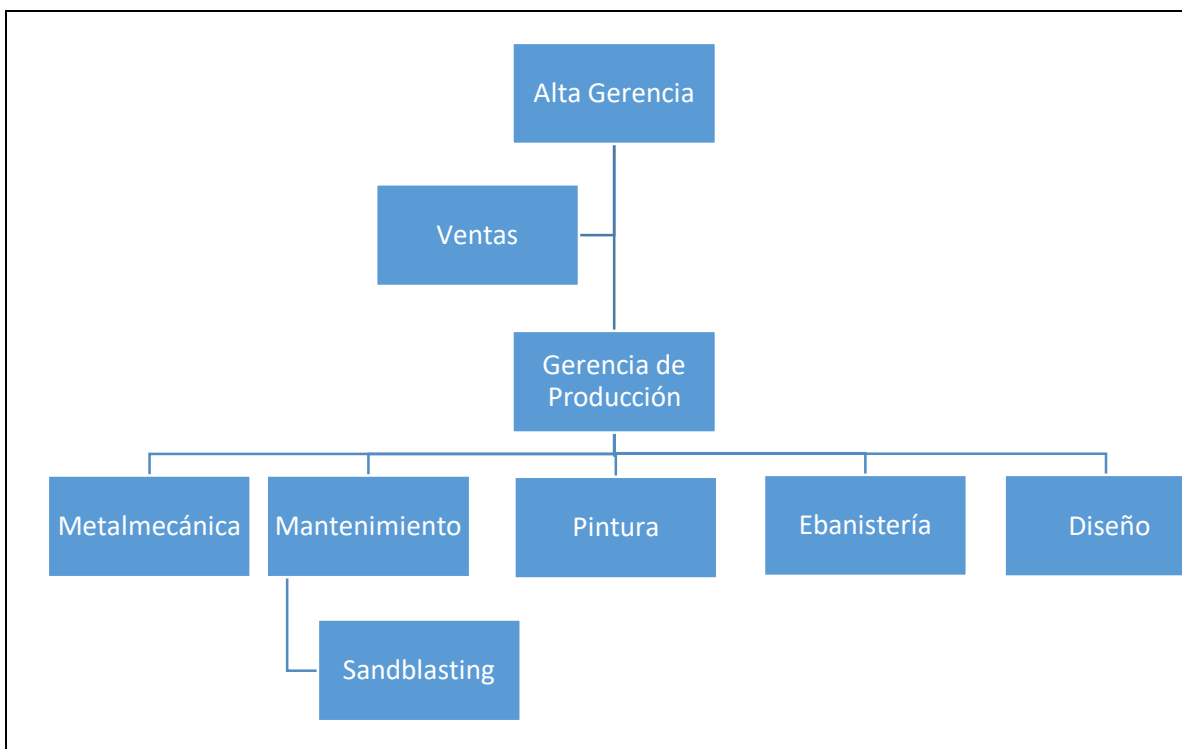 Alta Gerencia
Ventas
Gerencia de
Producción
Metalmecánica
Mantenimiento
Pintura
Ebanistería
Diseño
Sandblasting